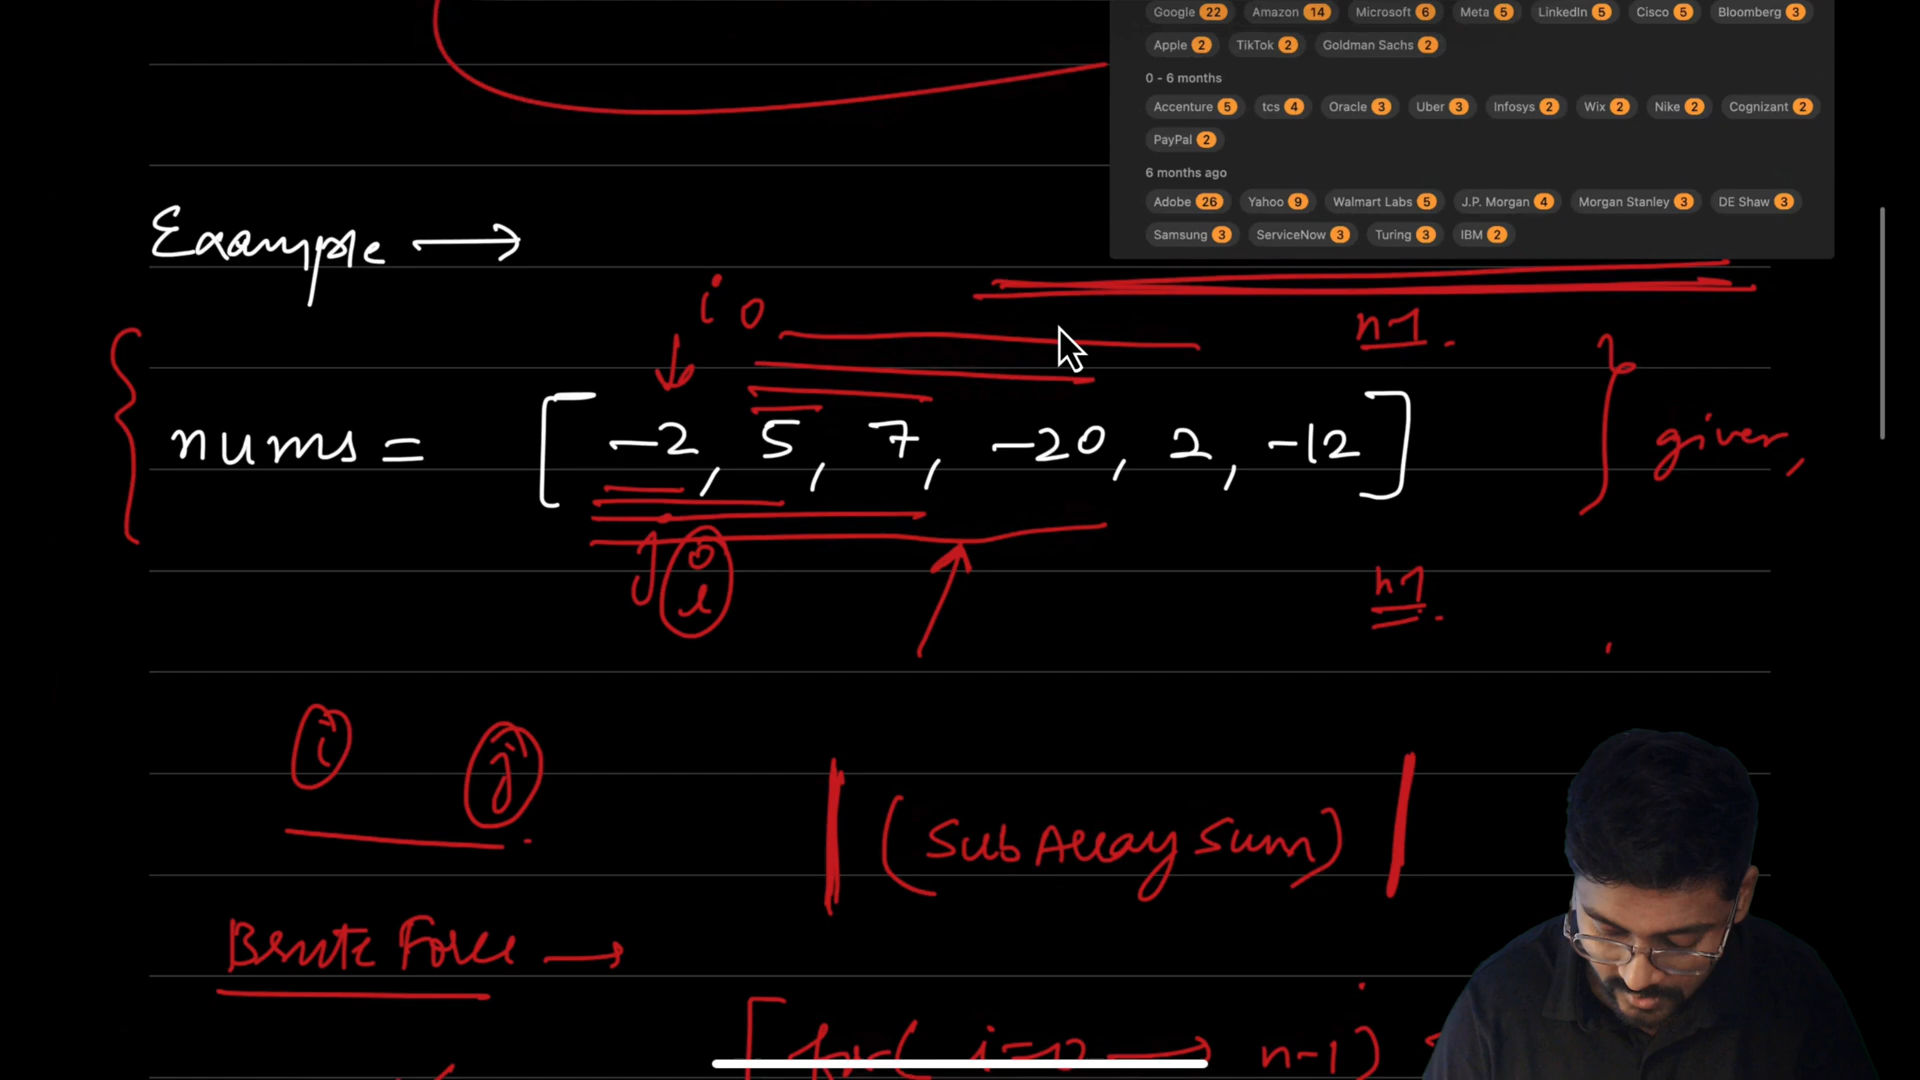 Google 22 Amazon 14 Microsoft 6 Meta 5 LinkedIn 5 Cisco 5 Bloomberg 3
Apple 2 TikTok 2 Goldman Sachs 2
0 - 6 months
Accenture 5 tcs 4 Oracle 3 Uber 3 Infosys 2 Wix 2 Nike 2 Cognizant 2
PayPal 2
6 months ago
Adobe 26 Yahoo 9 Walmart Labs 5 J.P. Morgan 4 Morgan Stanley 3 DE Shaw 3
Samsung 3 ServiceNow 3 Turing 3 IBM 2
Example →
i 0
nums = [ -2, 5, 7, -20, 2, -12 ]
given,
0
i j
| (SubArray Sum) |
Brute Force →
for( i=0 → n-1)